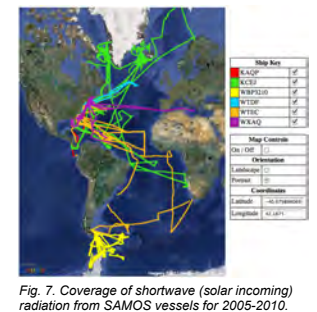 Ship Key
KAQP
KCEJ
WBP3210
WTDF
WTEC
WXAQ
Map Controls
On / Off
Orientation
Landscape
Portrait
Coordinates
Latitude
Longitude
Fig. 7. Coverage of shortwave (solar incoming)
radiation from SAMOS vessels for 2005-2010.